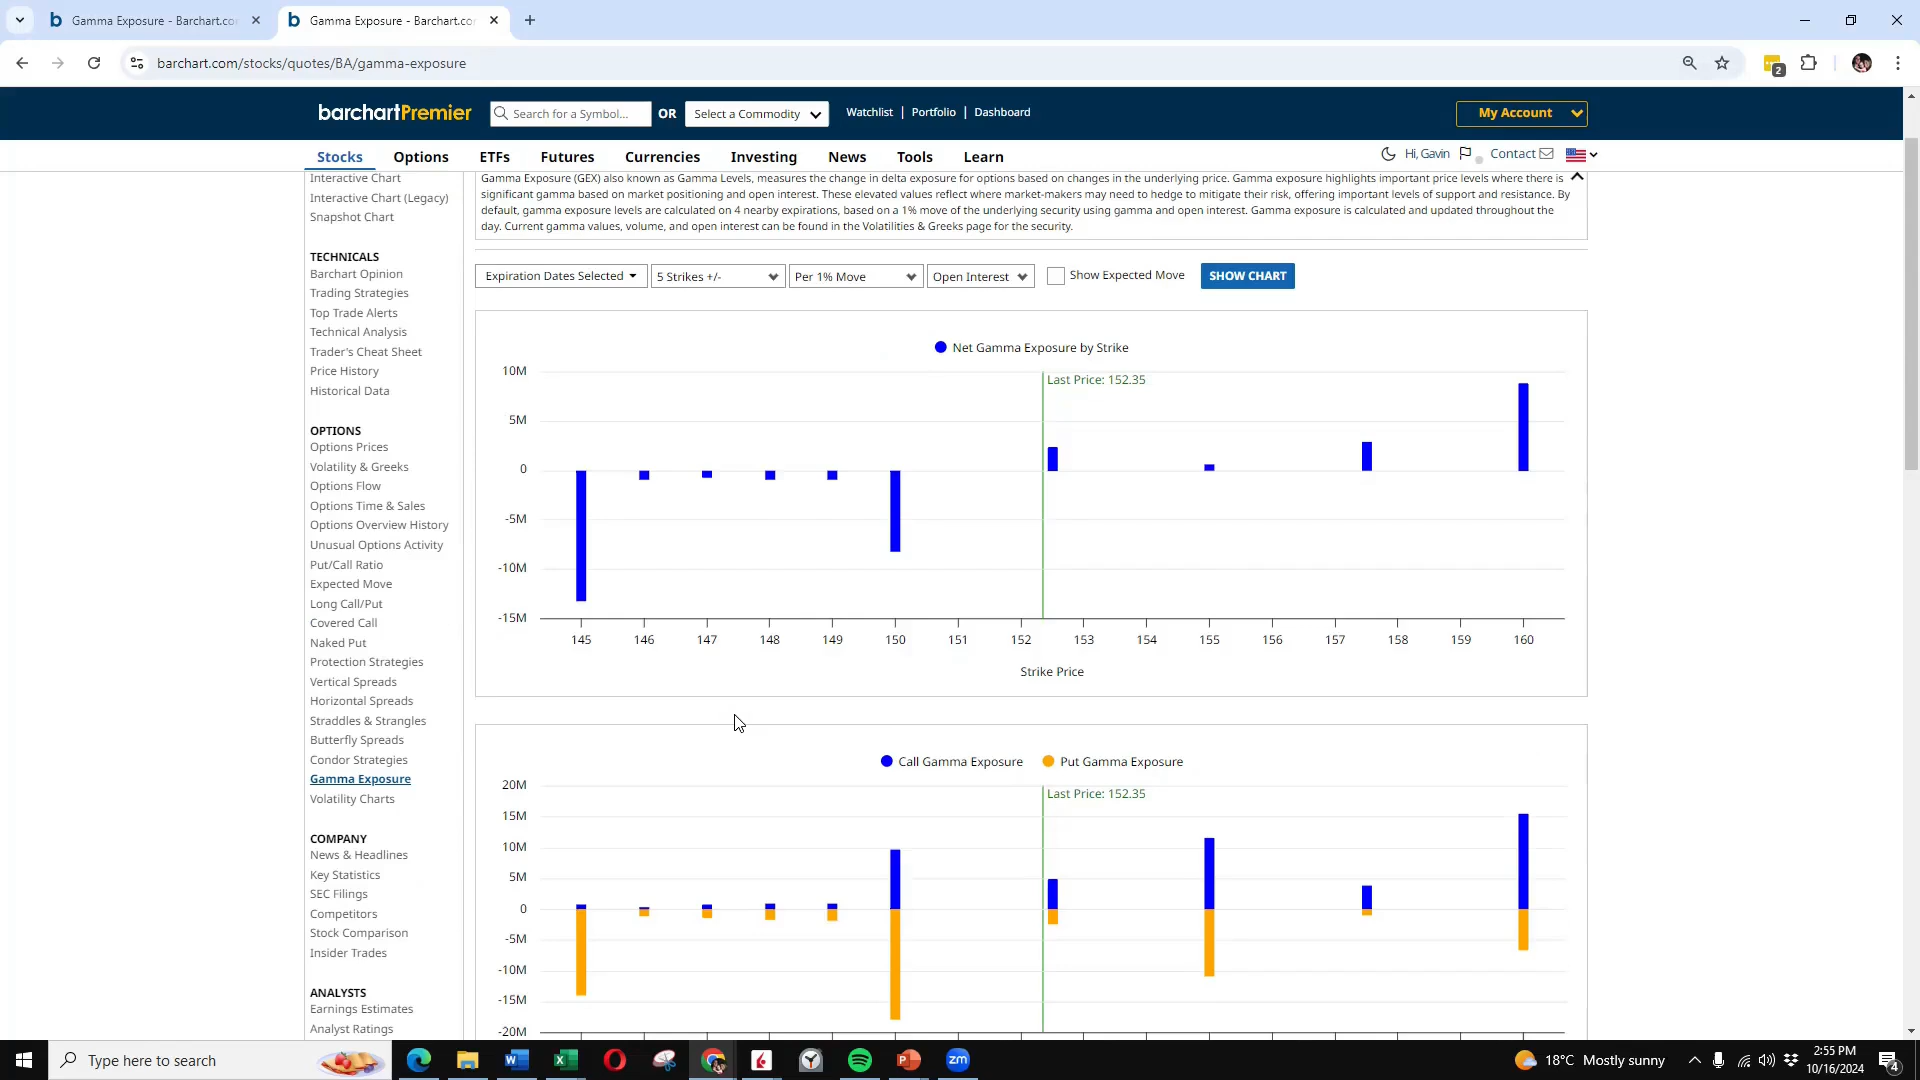 Gamma Exposure - Barchart.co
Gamma Exposure - Barchart.co
barchart.com/stocks/quotes/BA/gamma-exposure
2
barchartPremier
Search for a Symbol...
OR
Select a Commodity
Watchlist | Portfolio | Dashboard
My Account
Stocks Options ETFs Futures Currencies Investing News Tools Learn
Hi, Gavin
Contact
Interactive Chart
Interactive Chart (Legacy)
Snapshot Chart
TECHNICALS
Barchart Opinion
Trading Strategies
Top Trade Alerts
Technical Analysis
Trader's Cheat Sheet
Price History
Historical Data
OPTIONS
Options Prices
Volatility & Greeks
Options Flow
Options Time & Sales
Options Overview History
Unusual Options Activity
Put/Call Ratio
Expected Move
Long Call/Put
Covered Call
Naked Put
Protection Strategies
Vertical Spreads
Horizontal Spreads
Straddles & Strangles
Butterfly Spreads
Condor Strategies
Gamma Exposure
Volatility Charts
COMPANY
News & Headlines
Key Statistics
SEC Filings
Competitors
Stock Comparison
Insider Trades
ANALYSTS
Earnings Estimates
Analyst Ratings
Gamma Exposure (GEX) also known as Gamma Levels, measures the change in delta exposure for options based on changes in the underlying price. Gamma exposure highlights important price levels where there is
significant gamma based on market positioning and open interest. These elevated values reflect where market-makers may need to hedge to mitigate their risk, offering important levels of support and resistance. By
default, gamma exposure levels are calculated on 4 nearby expirations, based on a 1% move of the underlying security using gamma and open interest. Gamma exposure is calculated and updated throughout the
day. Current gamma values, volume, and open interest can be found in the Volatilities & Greeks page for the security.
Expiration Dates Selected
5 Strikes +/-
Per 1% Move
Open Interest
Show Expected Move
SHOW CHART
Net Gamma Exposure by Strike
Last Price: 152.35
10M
5M
0
-5M
-10M
-15M
145 146 147 148 149 150 151 152 153 154 155 156 157 158 159 160
Strike Price
Call Gamma Exposure
Put Gamma Exposure
Last Price: 152.35
20M
15M
10M
5M
0
-5M
-10M
-15M
-20M
Type here to search
zm
18°C Mostly sunny
2:55 PM
10/16/2024
4